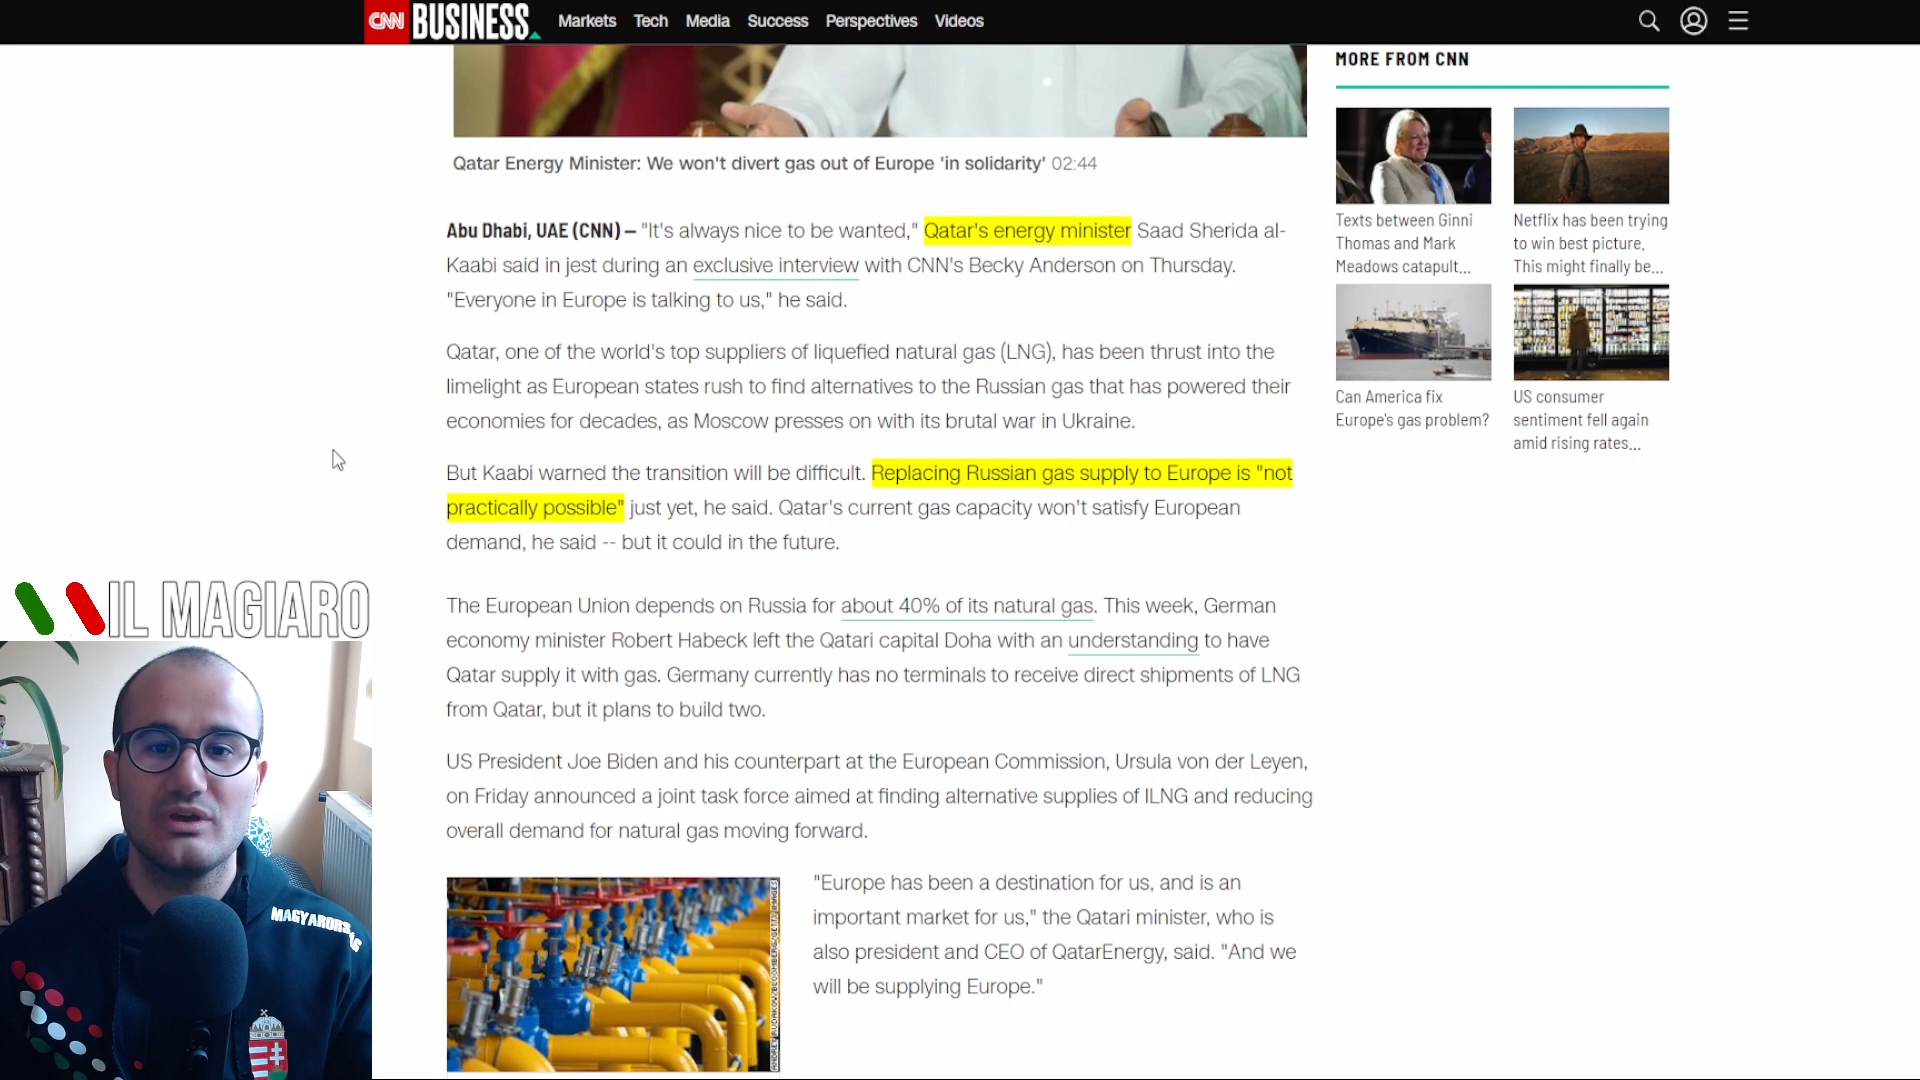 CNN BUSINESS Markets Tech Media Success Perspectives Videos
Qatar Energy Minister: We won't divert gas out of Europe 'in solidarity' 02:44
Abu Dhabi, UAE (CNN) — "It's always nice to be wanted," Qatar's energy minister Saad Sherida al-
Kaabi said in jest during an exclusive interview with CNN's Becky Anderson on Thursday.
"Everyone in Europe is talking to us," he said.
Qatar, one of the world's top suppliers of liquefied natural gas (LNG), has been thrust into the
limelight as European states rush to find alternatives to the Russian gas that has powered their
economies for decades, as Moscow presses on with its brutal war in Ukraine.
But Kaabi warned the transition will be difficult. Replacing Russian gas supply to Europe is "not
practically possible" just yet, he said. Qatar's current gas capacity won't satisfy European
demand, he said -- but it could in the future.
The European Union depends on Russia for about 40% of its natural gas. This week, German
economy minister Robert Habeck left the Qatari capital Doha with an understanding to have
Qatar supply it with gas. Germany currently has no terminals to receive direct shipments of LNG
from Qatar, but it plans to build two.
US President Joe Biden and his counterpart at the European Commission, Ursula von der Leyen,
on Friday announced a joint task force aimed at finding alternative supplies of lLNG and reducing
overall demand for natural gas moving forward.
"Europe has been a destination for us, and is an
important market for us," the Qatari minister, who is
also president and CEO of QatarEnergy, said. "And we
will be supplying Europe."
ANDREY RUDAKOV/BLOOMBERG/GETTY IMAGES
MORE FROM CNN
Texts between Ginni
Thomas and Mark
Meadows catapult...
Netflix has been trying
to win best picture.
This might finally be...
Can America fix
Europe's gas problem?
US consumer
sentiment fell again
amid rising rates...
IL MAGIARO
MAGYARORSZÁG